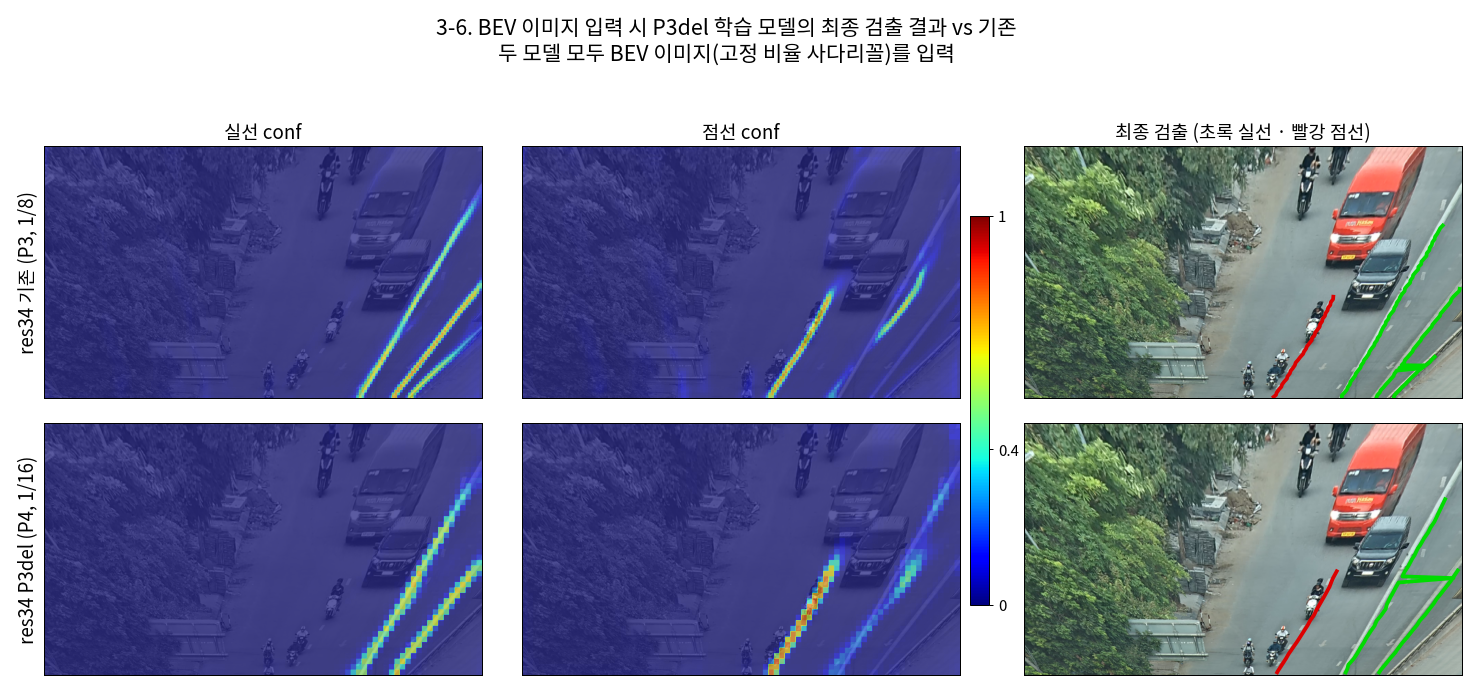 3-6. BEV 이미지 입력 시 P3del 학습 모델의 최종 검출 결과 vs 기존
두 모델 모두 BEV 이미지(고정 비율 사다리꼴)를 입력
실선 conf
점선 conf
최종 검출 (초록 실선 · 빨강 점선)
res34 기존 (P3, 1/8)
1
0.4
0
res34 P3del (P4, 1/16)